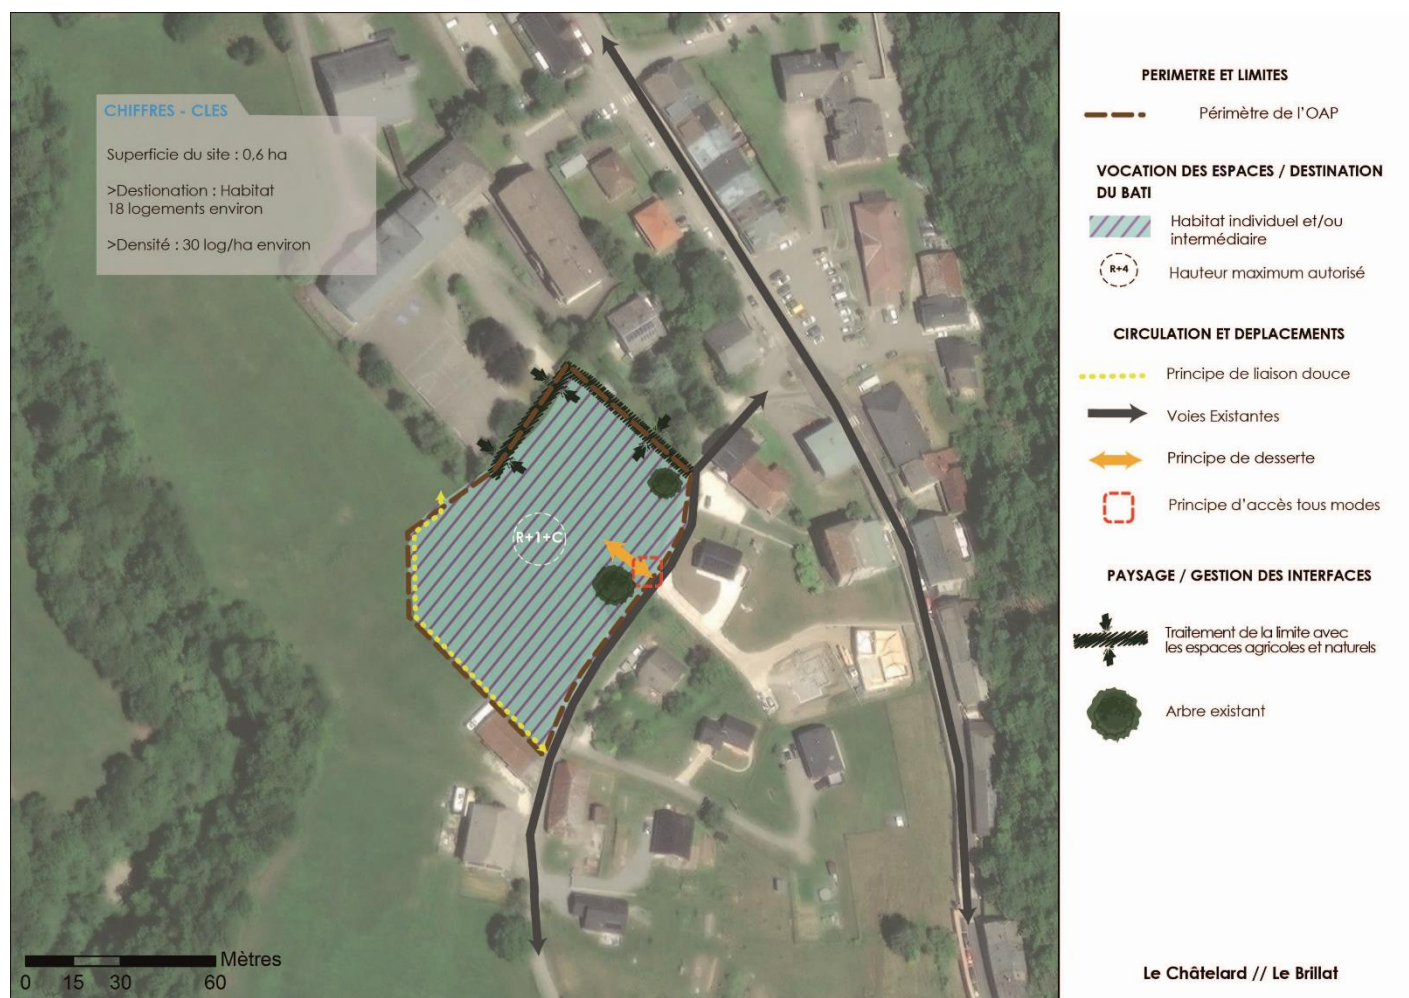 CHIFFRES - CLES
Superficie du site : 0,6 ha
>Destionation : Habitat
18 logements environ
>Densité : 30 log/ha environ
R+1+C
Mètres
0 15 30 60
PERIMETRE ET LIMITES
Périmètre de l'OAP
VOCATION DES ESPACES / DESTINATION
DU BATI
Habitat individuel et/ou
intermédiaire
R+4
Hauteur maximum autorisé
CIRCULATION ET DEPLACEMENTS
Principe de liaison douce
Voies Existantes
Principe de desserte
Principe d'accès tous modes
PAYSAGE / GESTION DES INTERFACES
Traitement de la limite avec
les espaces agricoles et naturels
Arbre existant
Le Châtelard // Le Brillat